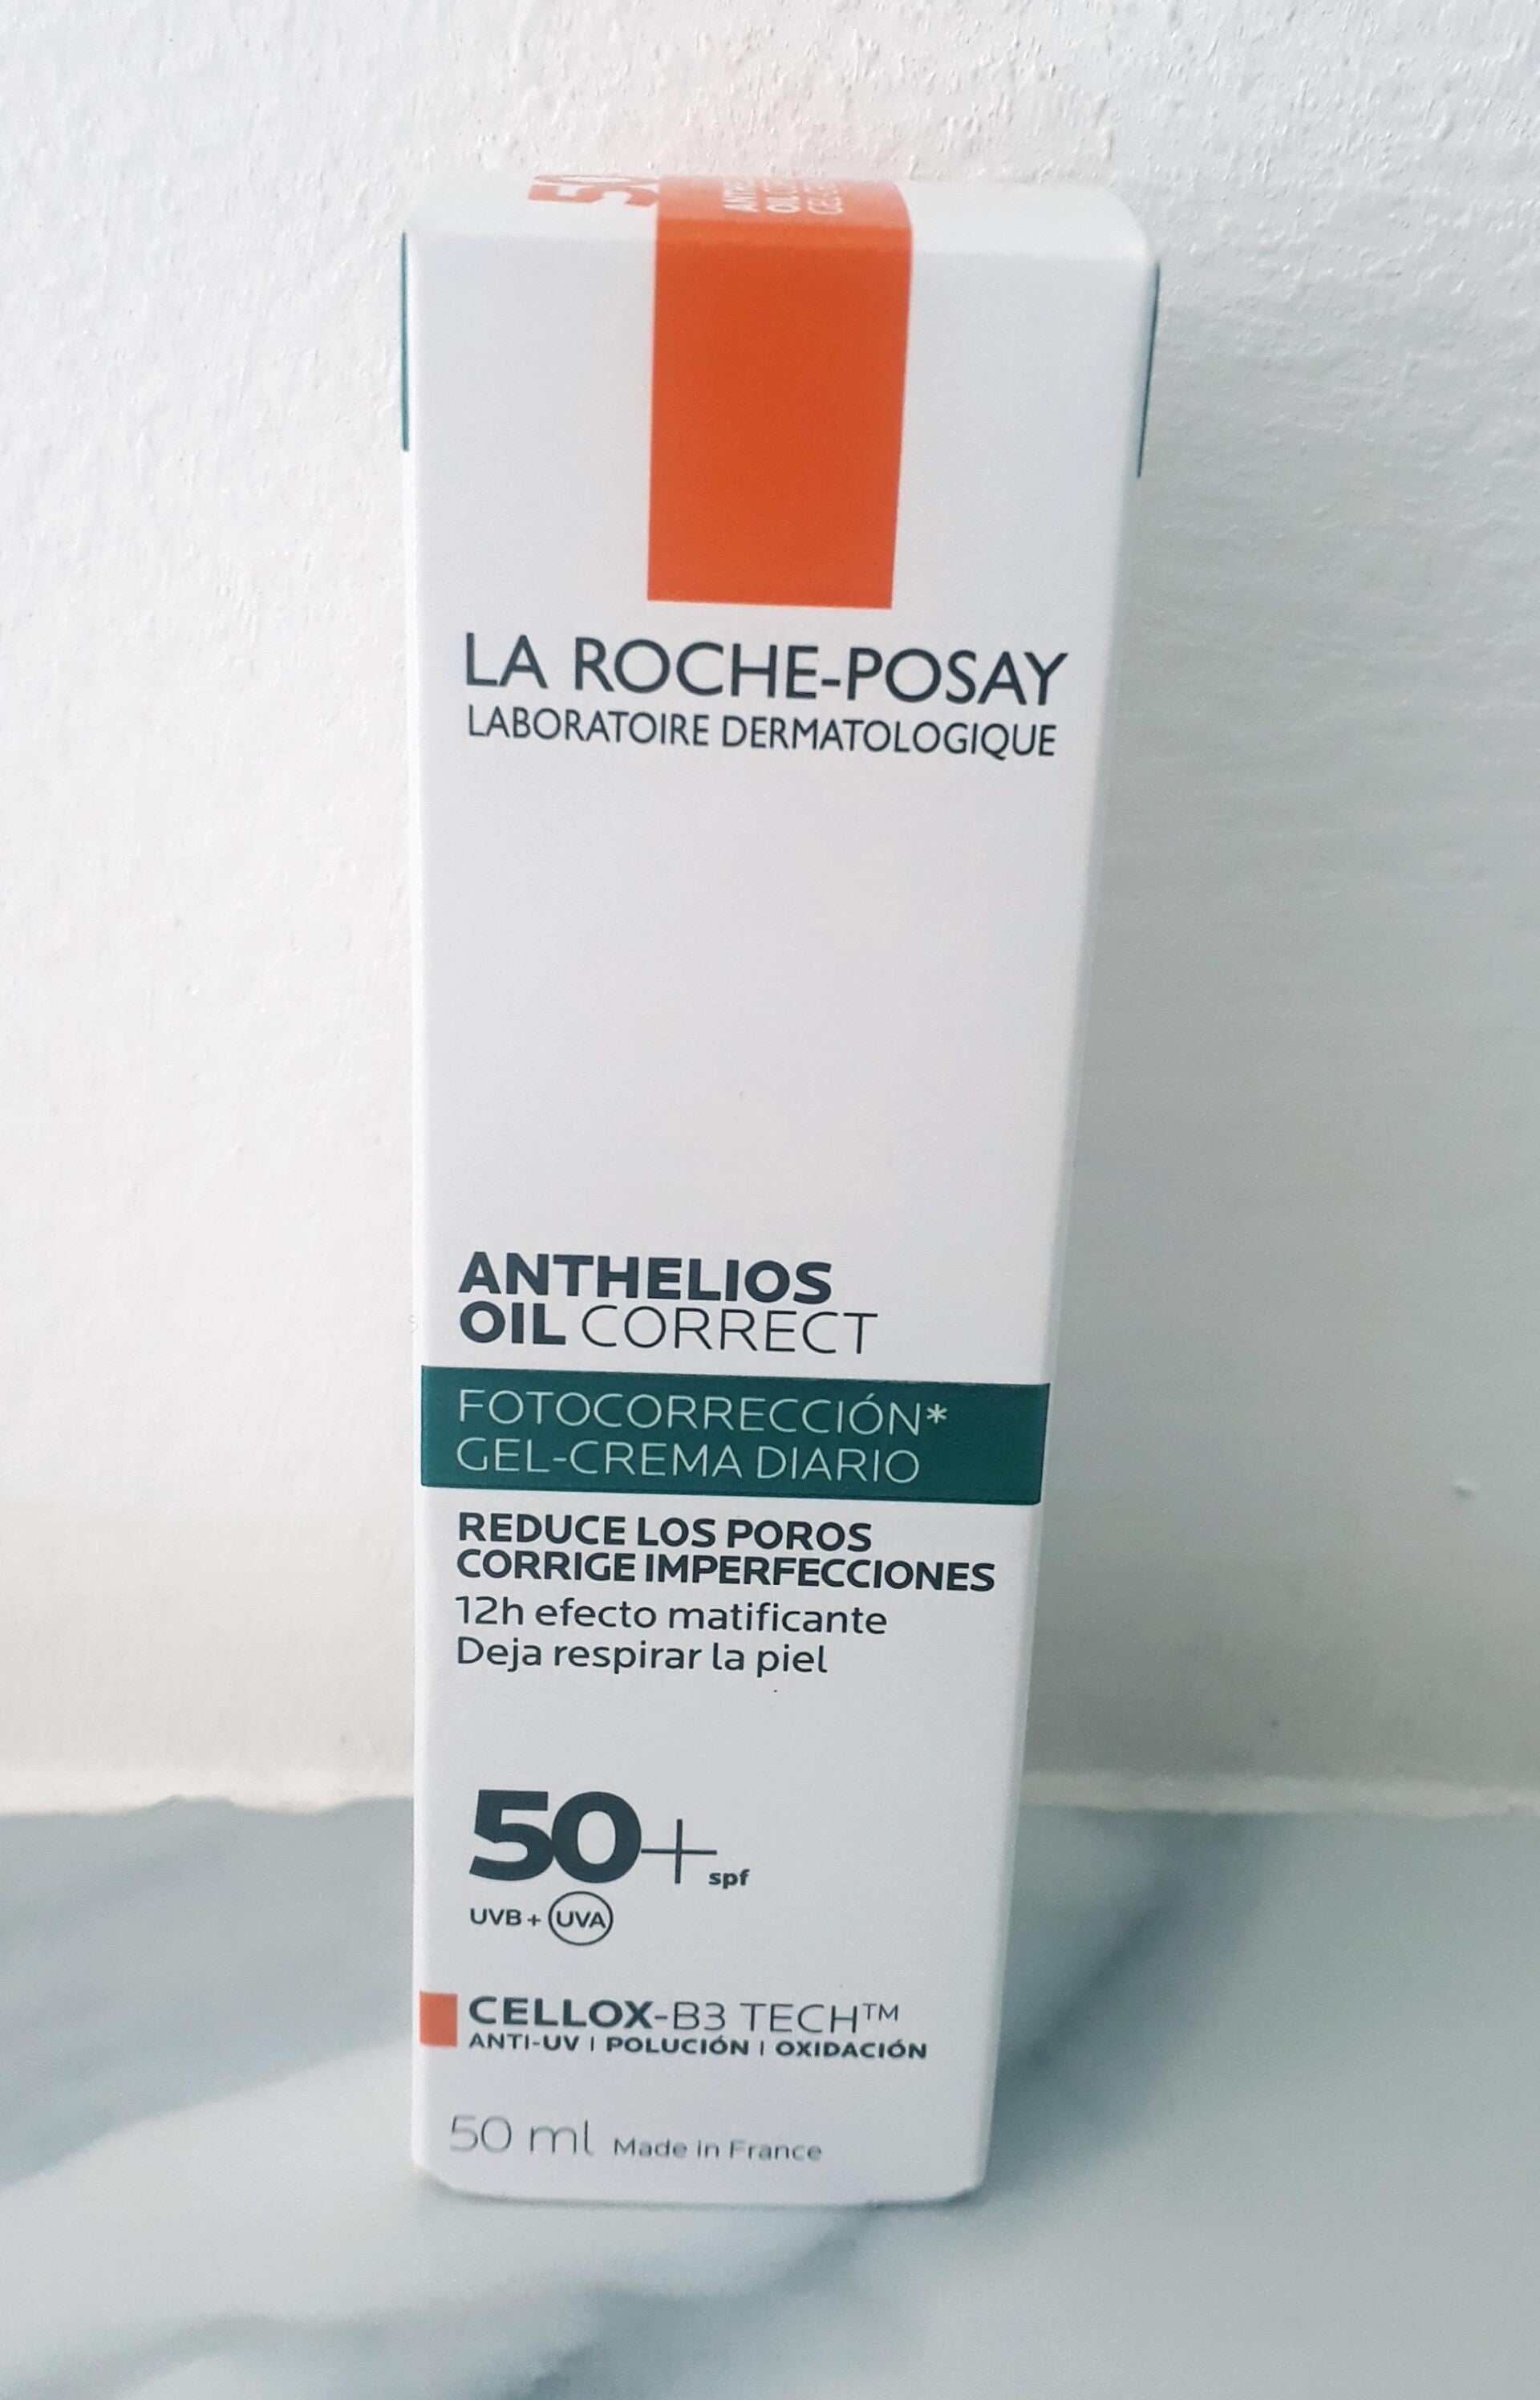 50
LA ROCHE-POSAY
LABORATOIRE DERMATOLOGIQUE
ANTHELIOS
OIL CORRECT
FOTOCORRECCIÓN*
GEL-CREMA DIARIO
REDUCE LOS POROS
CORRIGE IMPERFECCIONES
12h efecto matificante
Deja respirar la piel
50+ spf
UVB + UVA
CELLOX-B3 TECH™
ANTI-UV | POLUCIÓN | OXIDACIÓN
50 ml Made in France